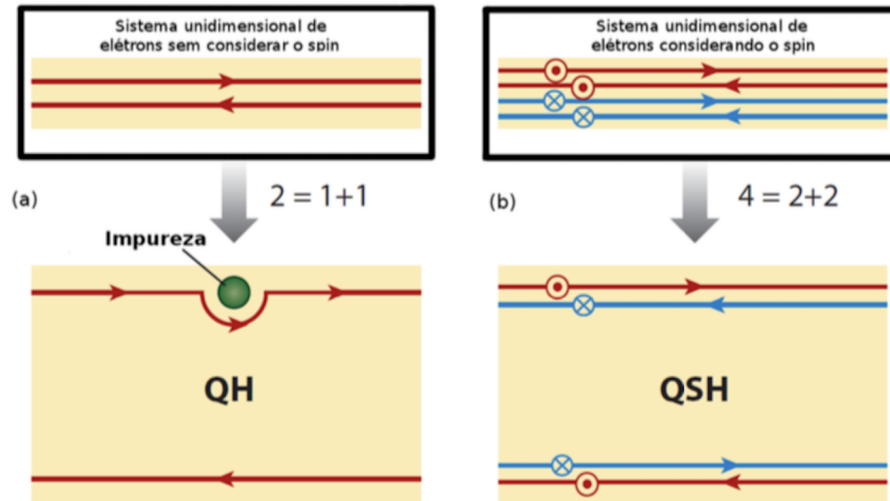 Sistema unidimensional de
elétrons sem considerar o spin
Sistema unidimensional de
elétrons considerando o spin
(a)
2 = 1+1
(b)
4 = 2+2
Impureza
QH
QSH